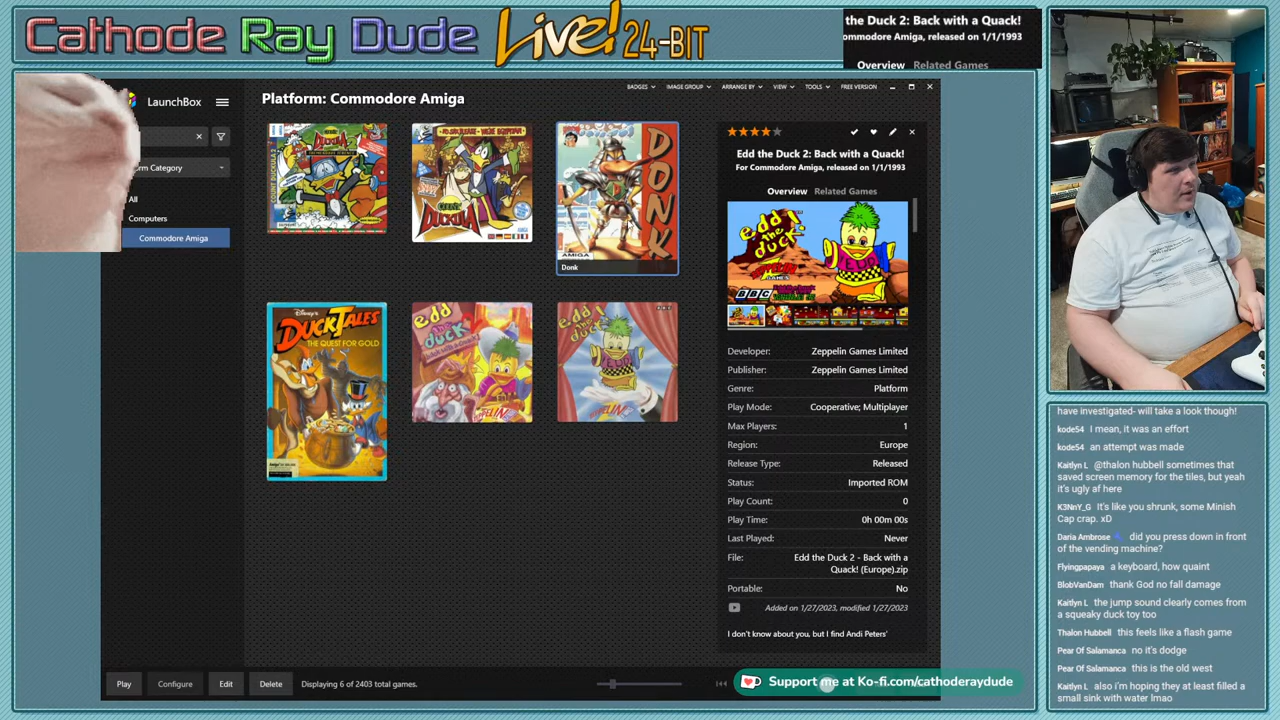 Cathode Ray Dude Live! 24-BIT
the Duck 2: Back with a Quack!
ommodore Amiga, released on 1/1/1993
Overview Related Games
LaunchBox
rm Category
All
Computers
Commodore Amiga
Platform: Commodore Amiga
BADGES IMAGE GROUP ARRANGE BY VIEW TOOLS FREE VERSION
COUNT DUCKULA 2
DUCKULA
DONK
AMIGA
Donk
Disney's
DUCKTALES
THE QUEST FOR GOLD
edd the duck
ZEPPELIN
edd the duck!
ZEPPELIN
Edd the Duck 2: Back with a Quack!
For Commodore Amiga, released on 1/1/1993
Overview Related Games
edd the duck!
EDD
GAMES
BBC
Developer: Zeppelin Games Limited
Publisher: Zeppelin Games Limited
Genre: Platform
Play Mode: Cooperative; Multiplayer
Max Players: 1
Region: Europe
Release Type: Released
Status: Imported ROM
Play Count: 0
Play Time: 0h 00m 00s
Last Played: Never
File: Edd the Duck 2 - Back with a
Quack! (Europe).zip
Portable: No
Added on 1/27/2023, modified 1/27/2023
I don't know about you, but I find Andi Peters'
Play Configure Edit Delete Displaying 6 of 2403 total games.
Support me at Ko-fi.com/cathoderaydude
have investigated- will take a look though!
kode54 I mean, it was an effort
kode54 an attempt was made
Kaitlyn L @thalon hubbell sometimes that
saved screen memory for the tiles, but yeah
it's ugly af here
K3NnY_G It's like you shrunk, some Minish
Cap crap. xD
Daria Ambrose did you press down in front
of the vending machine?
Flyingpapaya a keyboard, how quaint
BlobVanDam thank God no fall damage
Kaitlyn L the jump sound clearly comes from
a squeaky duck toy too
Thalon Hubbell this feels like a flash game
Pear Of Salamanca no it's dodge
Pear Of Salamanca this is the old west
Kaitlyn L also i'm hoping they at least filled a
small sink with water lmao